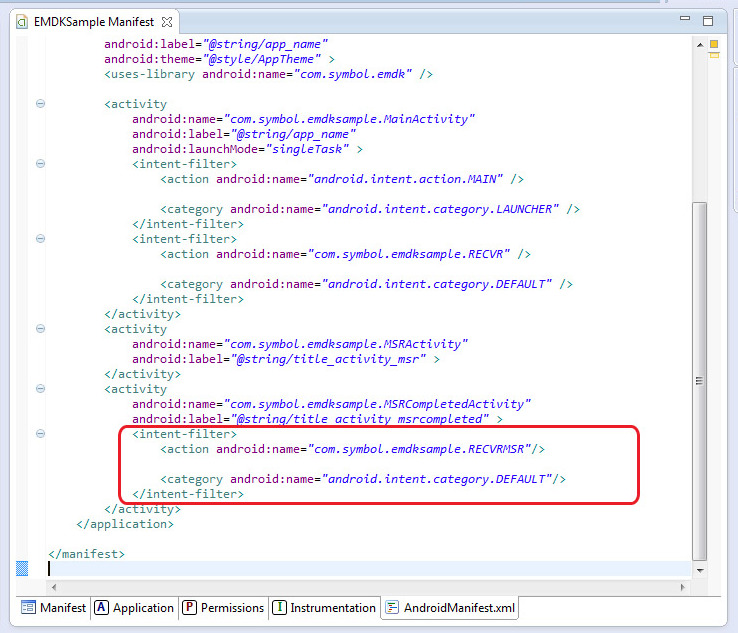 EMDKSample Manifest
android:label="@string/app_name"
android:theme="@style/AppTheme" >
<uses-library android:name="com.symbol.emdk" />
<activity
android:name="com.symbol.emdksample.MainActivity"
android:label="@string/app_name"
android:launchMode="singleTask" >
<intent-filter>
<action android:name="android.intent.action.MAIN" />
<category android:name="android.intent.category.LAUNCHER" />
</intent-filter>
<intent-filter>
<action android:name="com.symbol.emdksample.RECVR" />
<category android:name="android.intent.category.DEFAULT" />
</intent-filter>
</activity>
<activity
android:name="com.symbol.emdksample.MSRActivity"
android:label="@string/title_activity_msr" >
</activity>
<activity
android:name="com.symbol.emdksample.MSRCompletedActivity"
android:label="@string/title_activity_msrcompleted" >
<intent-filter>
<action android:name="com.symbol.emdksample.RECVRMSR"/>
<category android:name="android.intent.category.DEFAULT"/>
</intent-filter>
</activity>
</application>
</manifest>
Manifest A Application P Permissions I Instrumentation AndroidManifest.xml